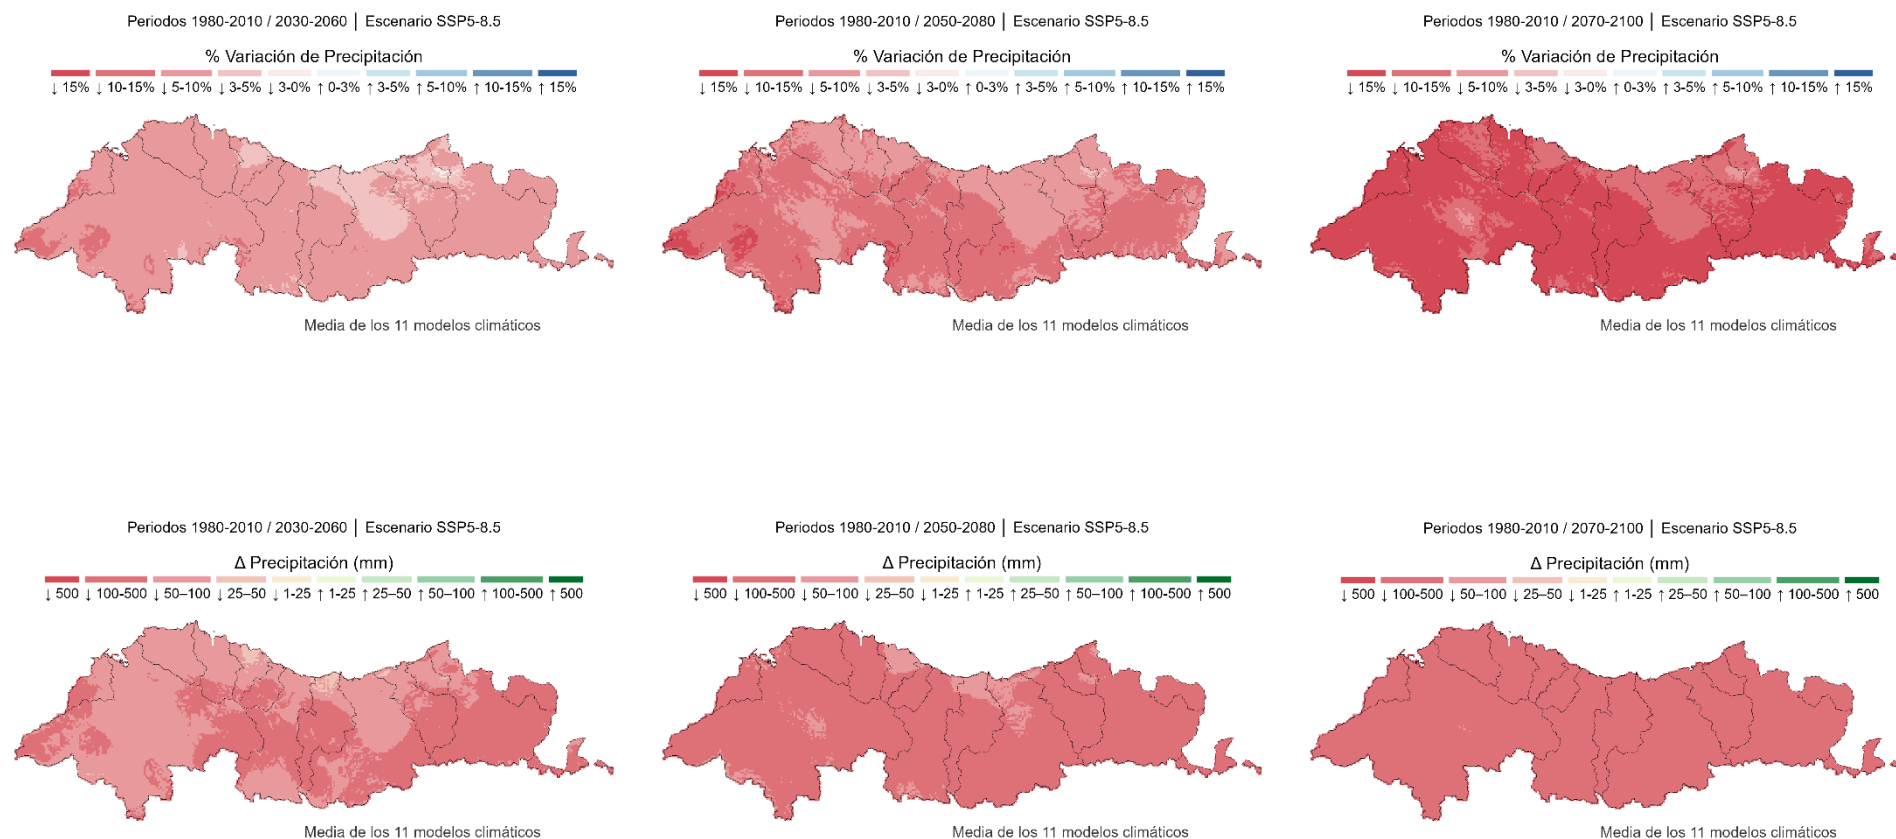 Periodos 1980-2010 / 2030-2060 | Escenario SSP5-8.5
% Variación de Precipitación
↓ 15% ↓ 10-15% ↓ 5-10% ↓ 3-5% ↓ 3-0% ↑ 0-3% ↑ 3-5% ↑ 5-10% ↑ 10-15% ↑ 15%
Media de los 11 modelos climáticos
Periodos 1980-2010 / 2050-2080 | Escenario SSP5-8.5
% Variación de Precipitación
↓ 15% ↓ 10-15% ↓ 5-10% ↓ 3-5% ↓ 3-0% ↑ 0-3% ↑ 3-5% ↑ 5-10% ↑ 10-15% ↑ 15%
Media de los 11 modelos climáticos
Periodos 1980-2010 / 2070-2100 | Escenario SSP5-8.5
% Variación de Precipitación
↓ 15% ↓ 10-15% ↓ 5-10% ↓ 3-5% ↓ 3-0% ↑ 0-3% ↑ 3-5% ↑ 5-10% ↑ 10-15% ↑ 15%
Media de los 11 modelos climáticos
Periodos 1980-2010 / 2030-2060 | Escenario SSP5-8.5
Δ Precipitación (mm)
↓ 500 ↓ 100-500 ↓ 50–100 ↓ 25–50 ↓ 1-25 ↑ 1-25 ↑ 25–50 ↑ 50–100 ↑ 100-500 ↑ 500
Media de los 11 modelos climáticos
Periodos 1980-2010 / 2050-2080 | Escenario SSP5-8.5
Δ Precipitación (mm)
↓ 500 ↓ 100-500 ↓ 50–100 ↓ 25–50 ↓ 1-25 ↑ 1-25 ↑ 25–50 ↑ 50–100 ↑ 100-500 ↑ 500
Media de los 11 modelos climáticos
Periodos 1980-2010 / 2070-2100 | Escenario SSP5-8.5
Δ Precipitación (mm)
↓ 500 ↓ 100-500 ↓ 50–100 ↓ 25–50 ↓ 1-25 ↑ 1-25 ↑ 25–50 ↑ 50–100 ↑ 100-500 ↑ 500
Media de los 11 modelos climáticos